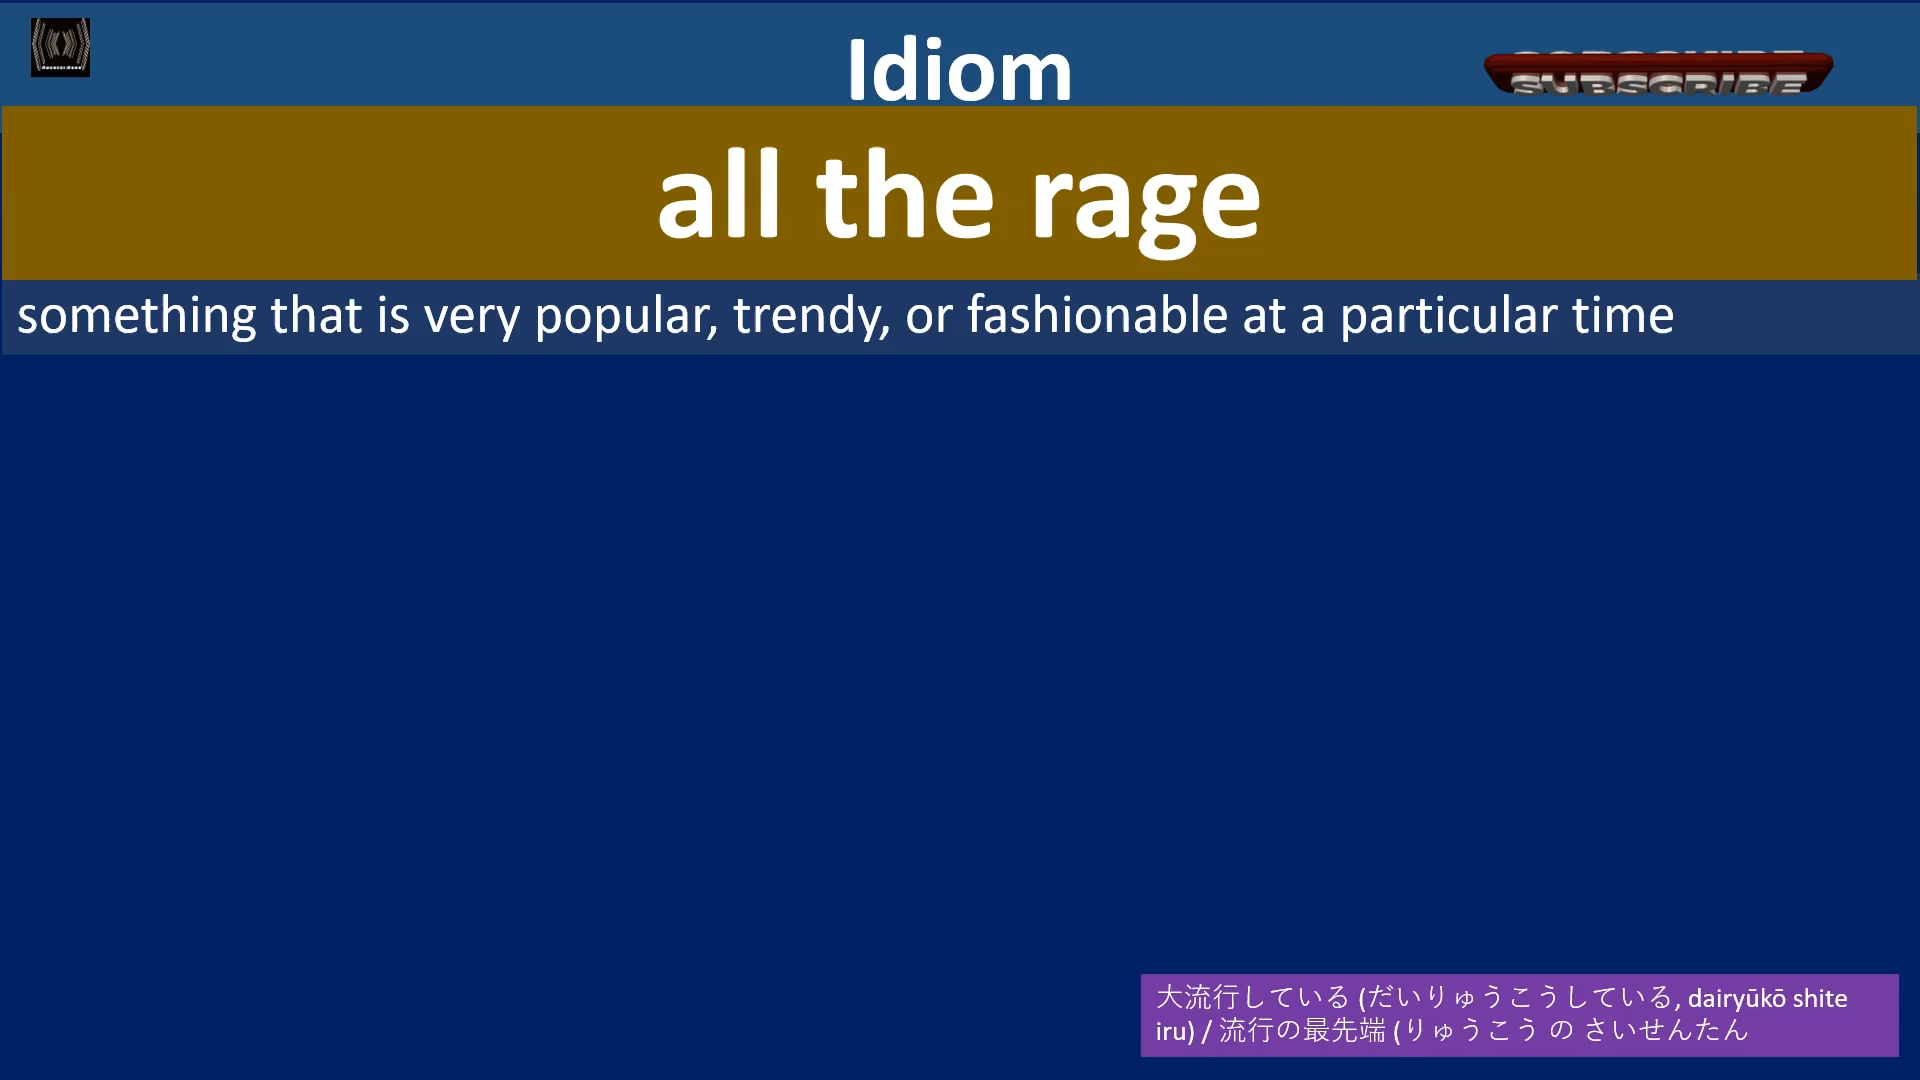 Idiom
SUBSCRIBE
all the rage
something that is very popular, trendy, or fashionable at a particular time
大流行している (だいりゅうこうしている, dairyūkō shite
iru) / 流行の最先端 (りゅうこう の さいせんたん